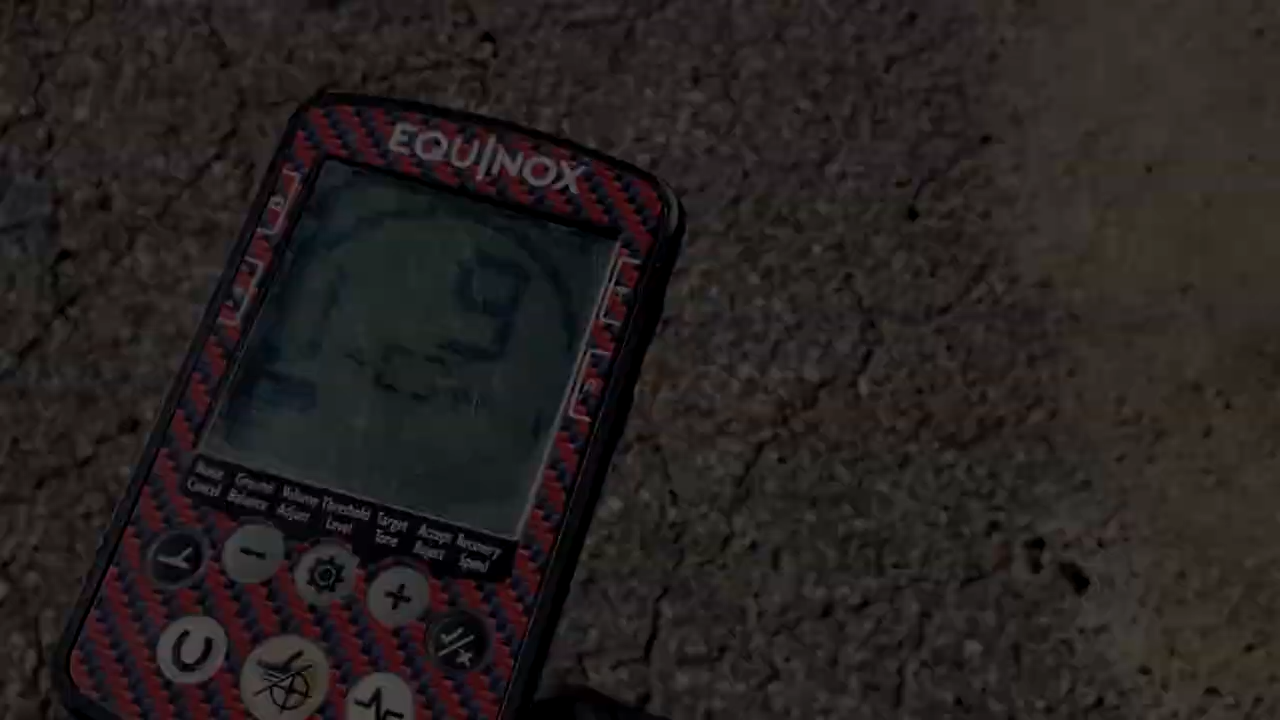 EQUINOX
Noise Cancel
Ground Balance
Volume Adjust
Threshold Level
Target Tone
Accept Reject
Recovery Speed